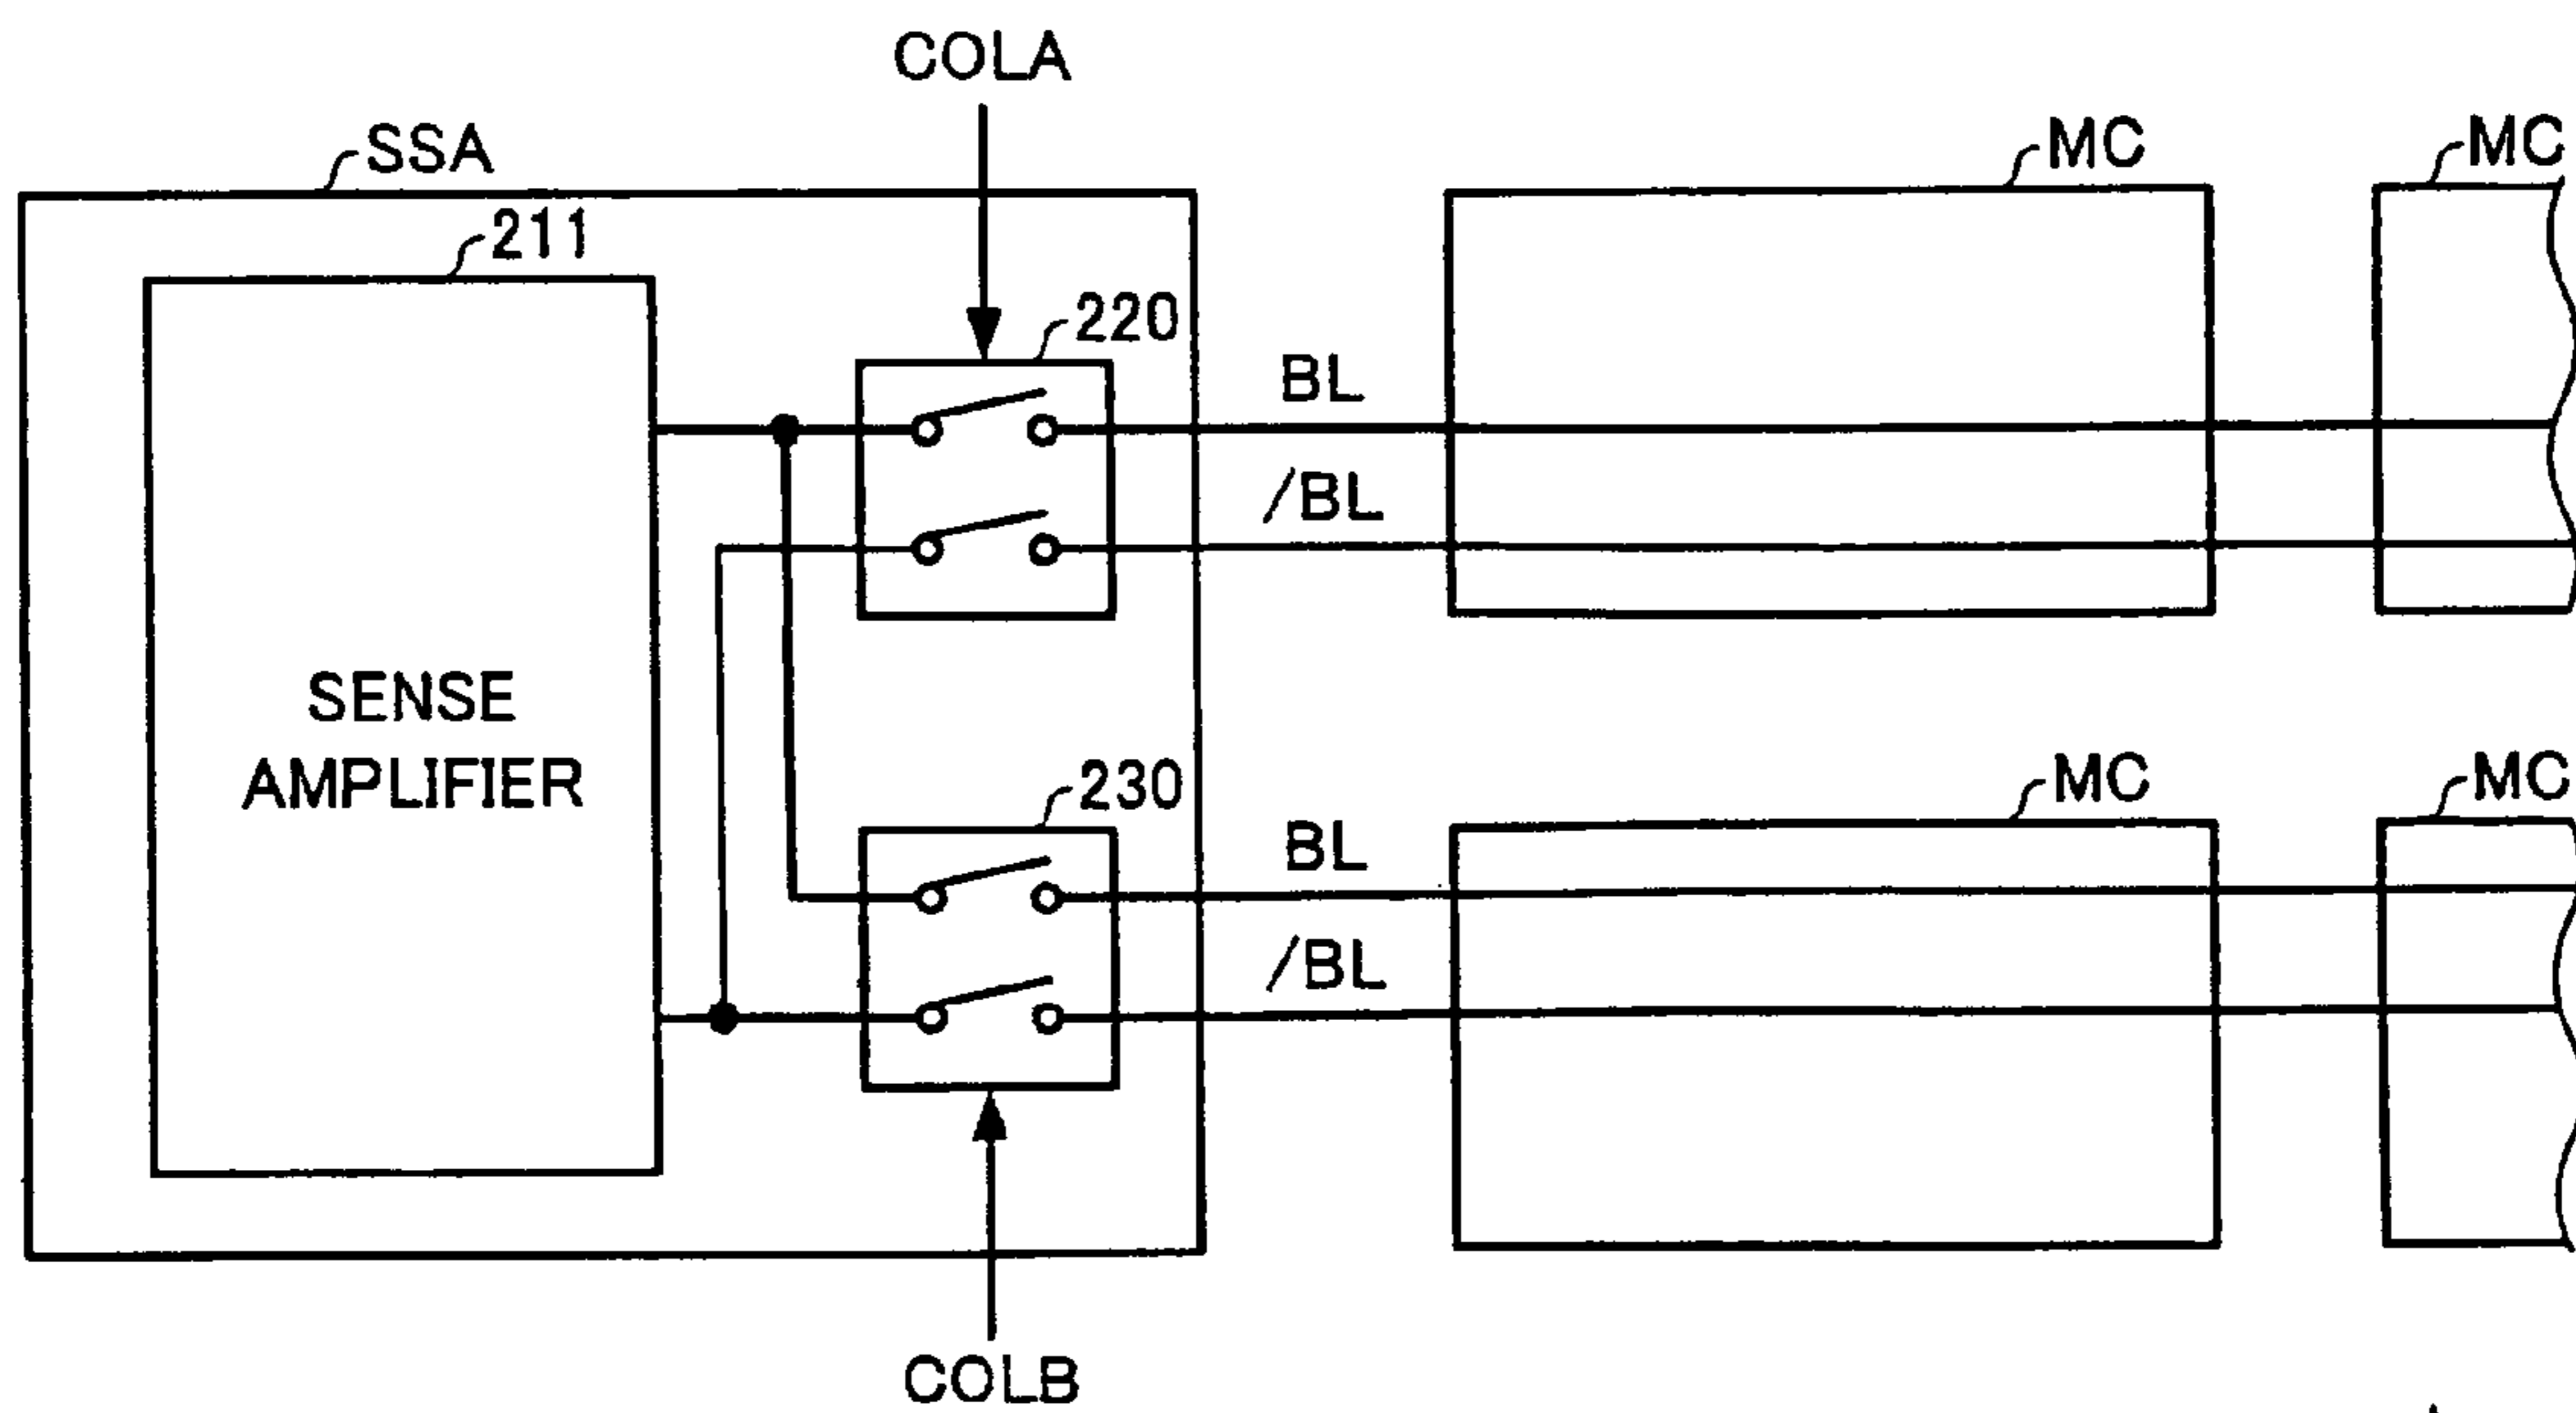 COLA
SSA
MC
MC
211
220
BL
/BL
SENSE
AMPLIFIER
230
MC
MC
BL
/BL
COLB